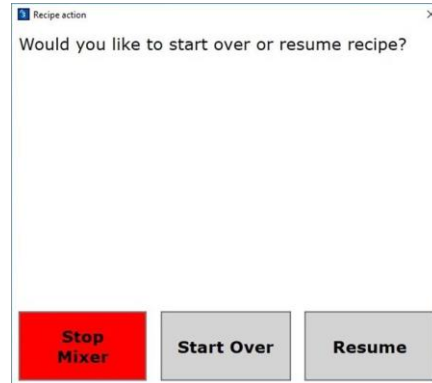 Recipe action
Would you like to start over or resume recipe?
Stop
Mixer
Start Over
Resume